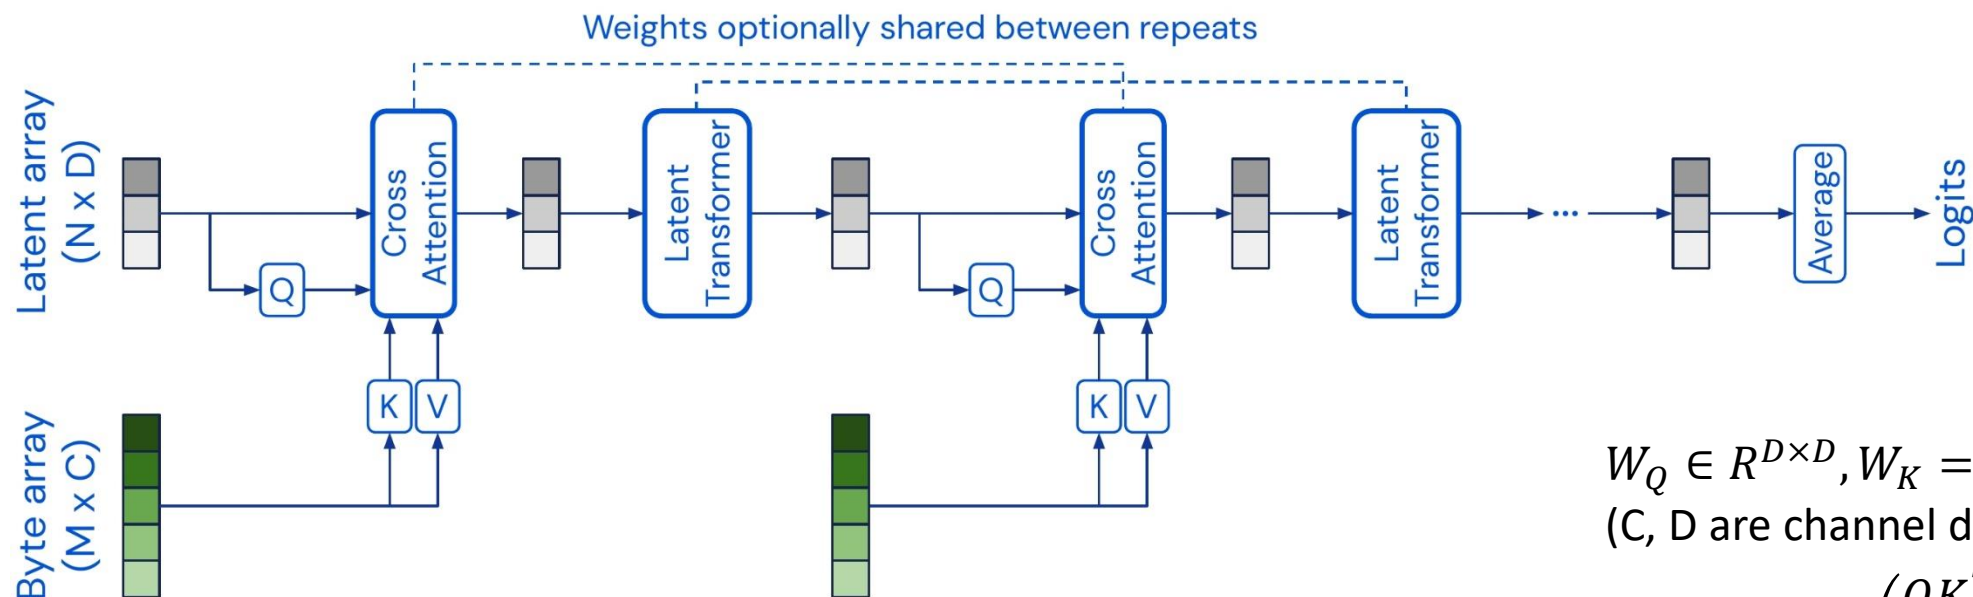 Weights optionally shared between repeats
Latent array
(N x D)
Cross
Attention
Latent
Transformer
Cross
Attention
Latent
Transformer
...
Average
Logits
Q
Q
K V
K V
Byte array
(M x C)
W_Q ∈ R^{D×D}, W_K =
(C, D are channel d
(QK